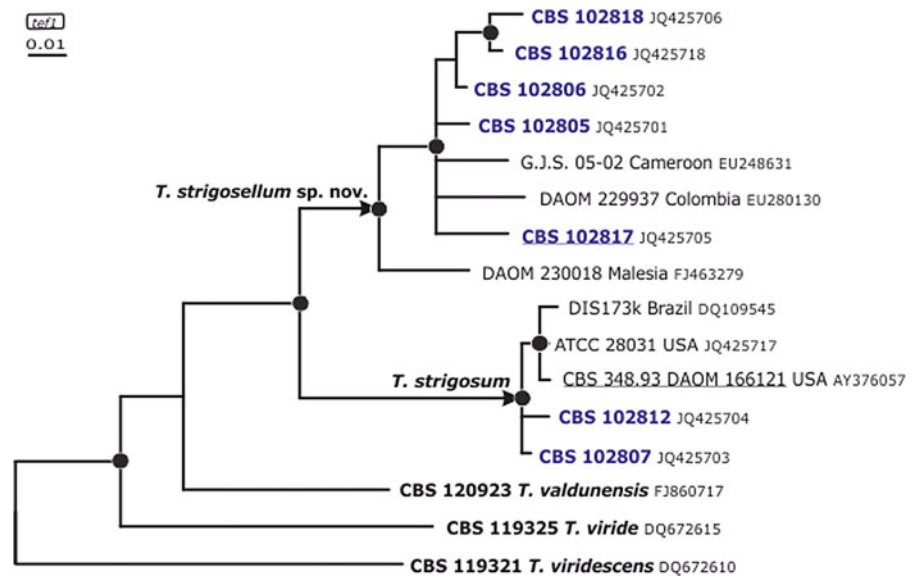 tef1
0.01
CBS 102818 JQ425706
CBS 102816 JQ425718
CBS 102806 JQ425702
CBS 102805 JQ425701
G.J.S. 05-02 Cameroon EU248631
DAOM 229937 Colombia EU280130
T. strigosellum sp. nov.
CBS 102817 JQ425705
DAOM 230018 Malesia FJ463279
DIS173k Brazil DQ109545
ATCC 28031 USA JQ425717
T. strigosum
CBS 348.93 DAOM 166121 USA AY376057
CBS 102812 JQ425704
CBS 102807 JQ425703
CBS 120923 T. valdunensis FJ860717
CBS 119325 T. viride DQ672615
CBS 119321 T. viridescens DQ672610